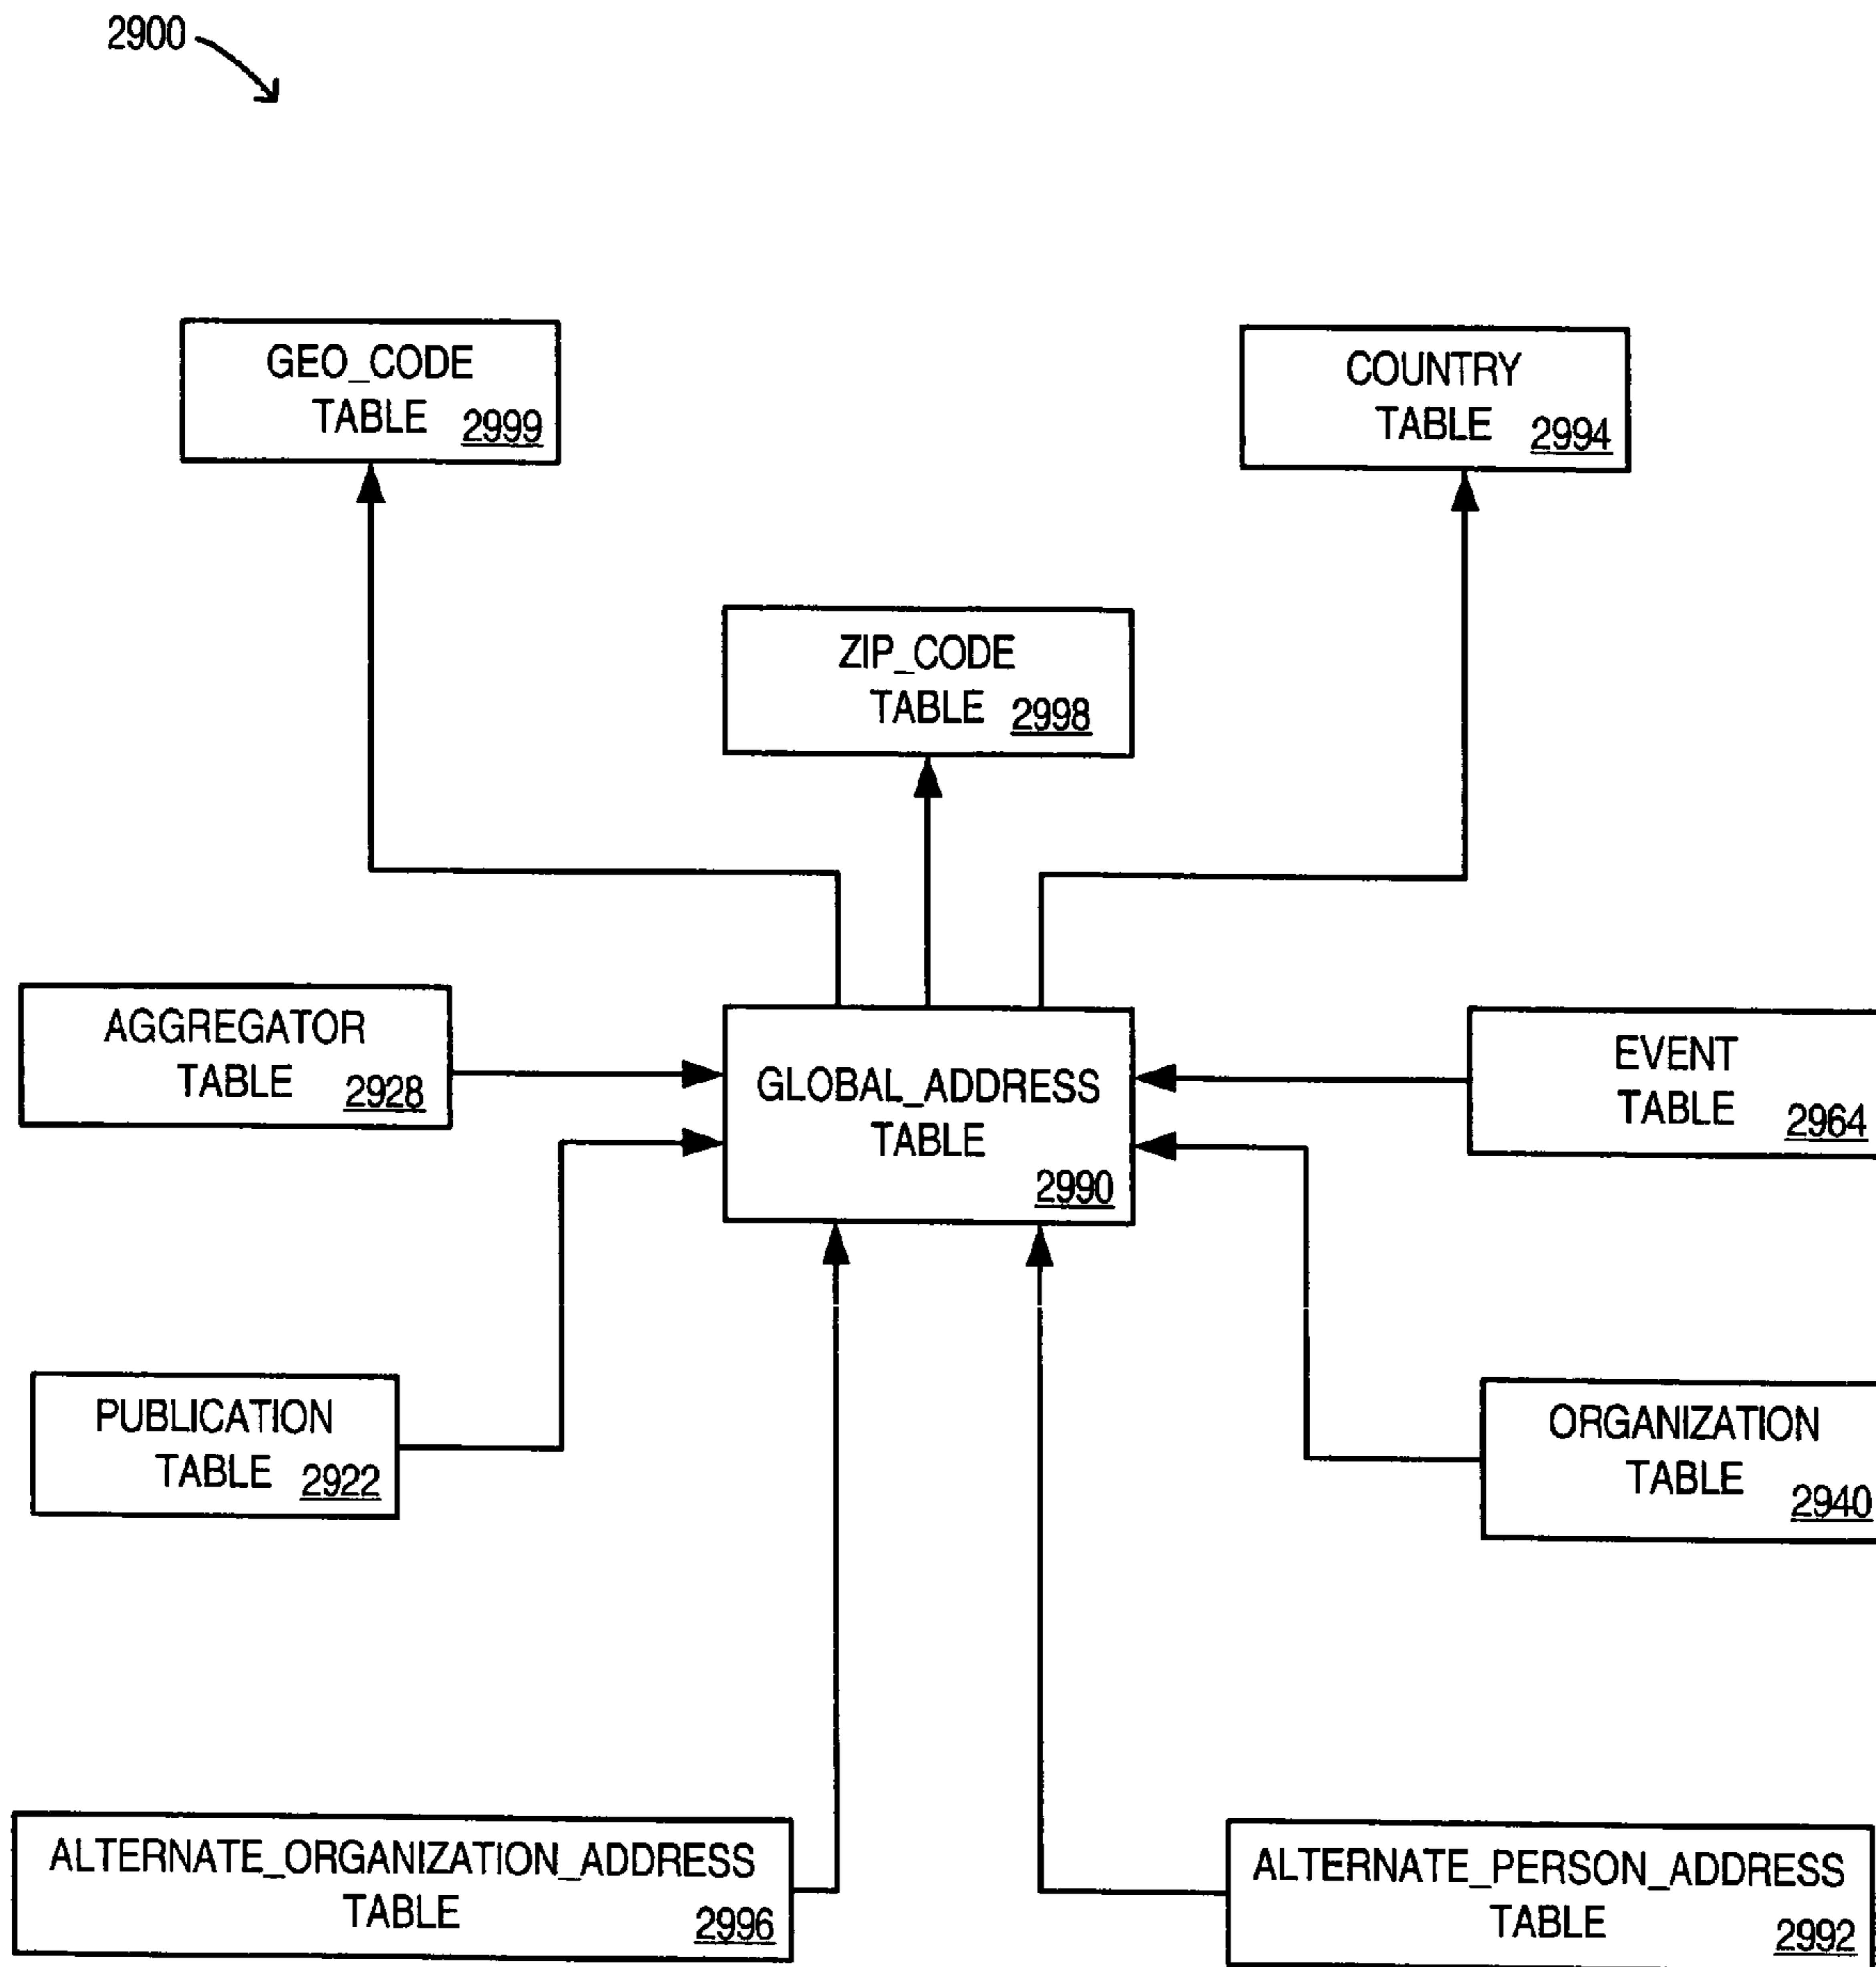 2900
GEO_CODE
TABLE 2999
COUNTRY
TABLE 2994
ZIP_CODE
TABLE 2998
AGGREGATOR
TABLE 2928
GLOBAL_ADDRESS
TABLE
2990
EVENT
TABLE 2964
PUBLICATION
TABLE 2922
ORGANIZATION
TABLE 2940
ALTERNATE_ORGANIZATION_ADDRESS
TABLE 2996
ALTERNATE_PERSON_ADDRESS
TABLE 2992